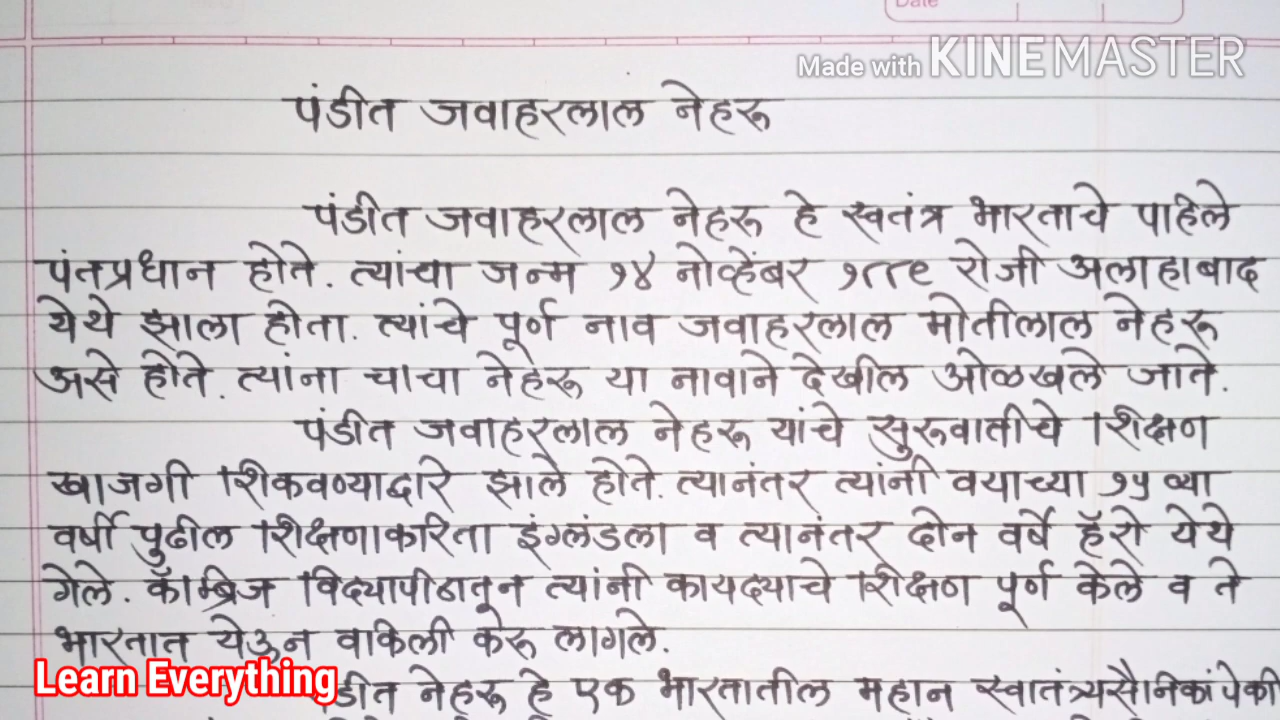 Date
Made with KINEMASTER
पंडीत जवाहरलाल नेहरू
पंडीत जवाहरलाल नेहरू हे स्वतंत्र भारताचे पाहिले
पंतप्रधान होते. त्यांचा जन्म १४ नोव्हेंबर १८८९ रोजी अलाहाबाद
येथे झाला होता. त्यांचे पूर्ण नाव जवाहरलाल मोतीलाल नेहरू
असे होते. त्यांना चाचा नेहेरू या नावाने देखील ओळखले जाते.
पंडीत जवाहरलाल नेहरू यांचे सुरूवातीचे शिक्षण
खाजगी शिकवण्याद्वारे झाले होते. त्यानंतर त्यांनी वयाच्या १५ व्या
वर्षी पुढील शिक्षणाकरिता इंग्लंडला व त्यानंतर दोन वर्षे हॅरो येथे
गेले. कॉम्ब्रिज विद्यापीठातून त्यांनी कायद्याचे शिक्षण पूर्ण केले व ते
भारतात येऊन वाकिली करू लागले.
Learn Everything
नेहरू हे एक भारतातील महान स्वातंत्र्यसैनिकांपैकी